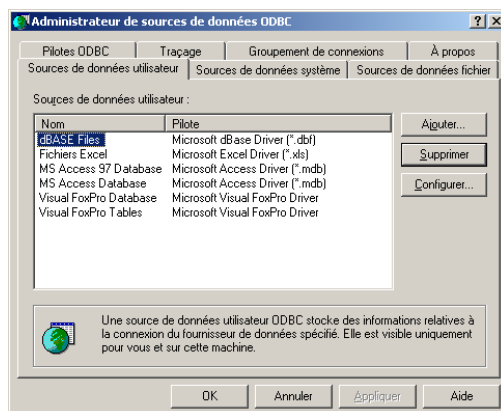 Administrateur de sources de données ODBC
Pilotes ODBC Traçage Groupement de connexions À propos
Sources de données utilisateur Sources de données système Sources de données fichier
Sources de données utilisateur :
Nom Pilote
dBASE Files Microsoft dBase Driver (*.dbf)
Fichiers Excel Microsoft Excel Driver (*.xls)
MS Access 97 Database Microsoft Access Driver (*.mdb)
MS Access Database Microsoft Access Driver (*.mdb)
Visual FoxPro Database Microsoft Visual FoxPro Driver
Visual FoxPro Tables Microsoft Visual FoxPro Driver
Ajouter...
Supprimer
Configurer...
Une source de données utilisateur ODBC stocke des informations relatives à
la connexion du fournisseur de données spécifié. Elle est visible uniquement
pour vous et sur cette machine.
OK Annuler Appliquer Aide